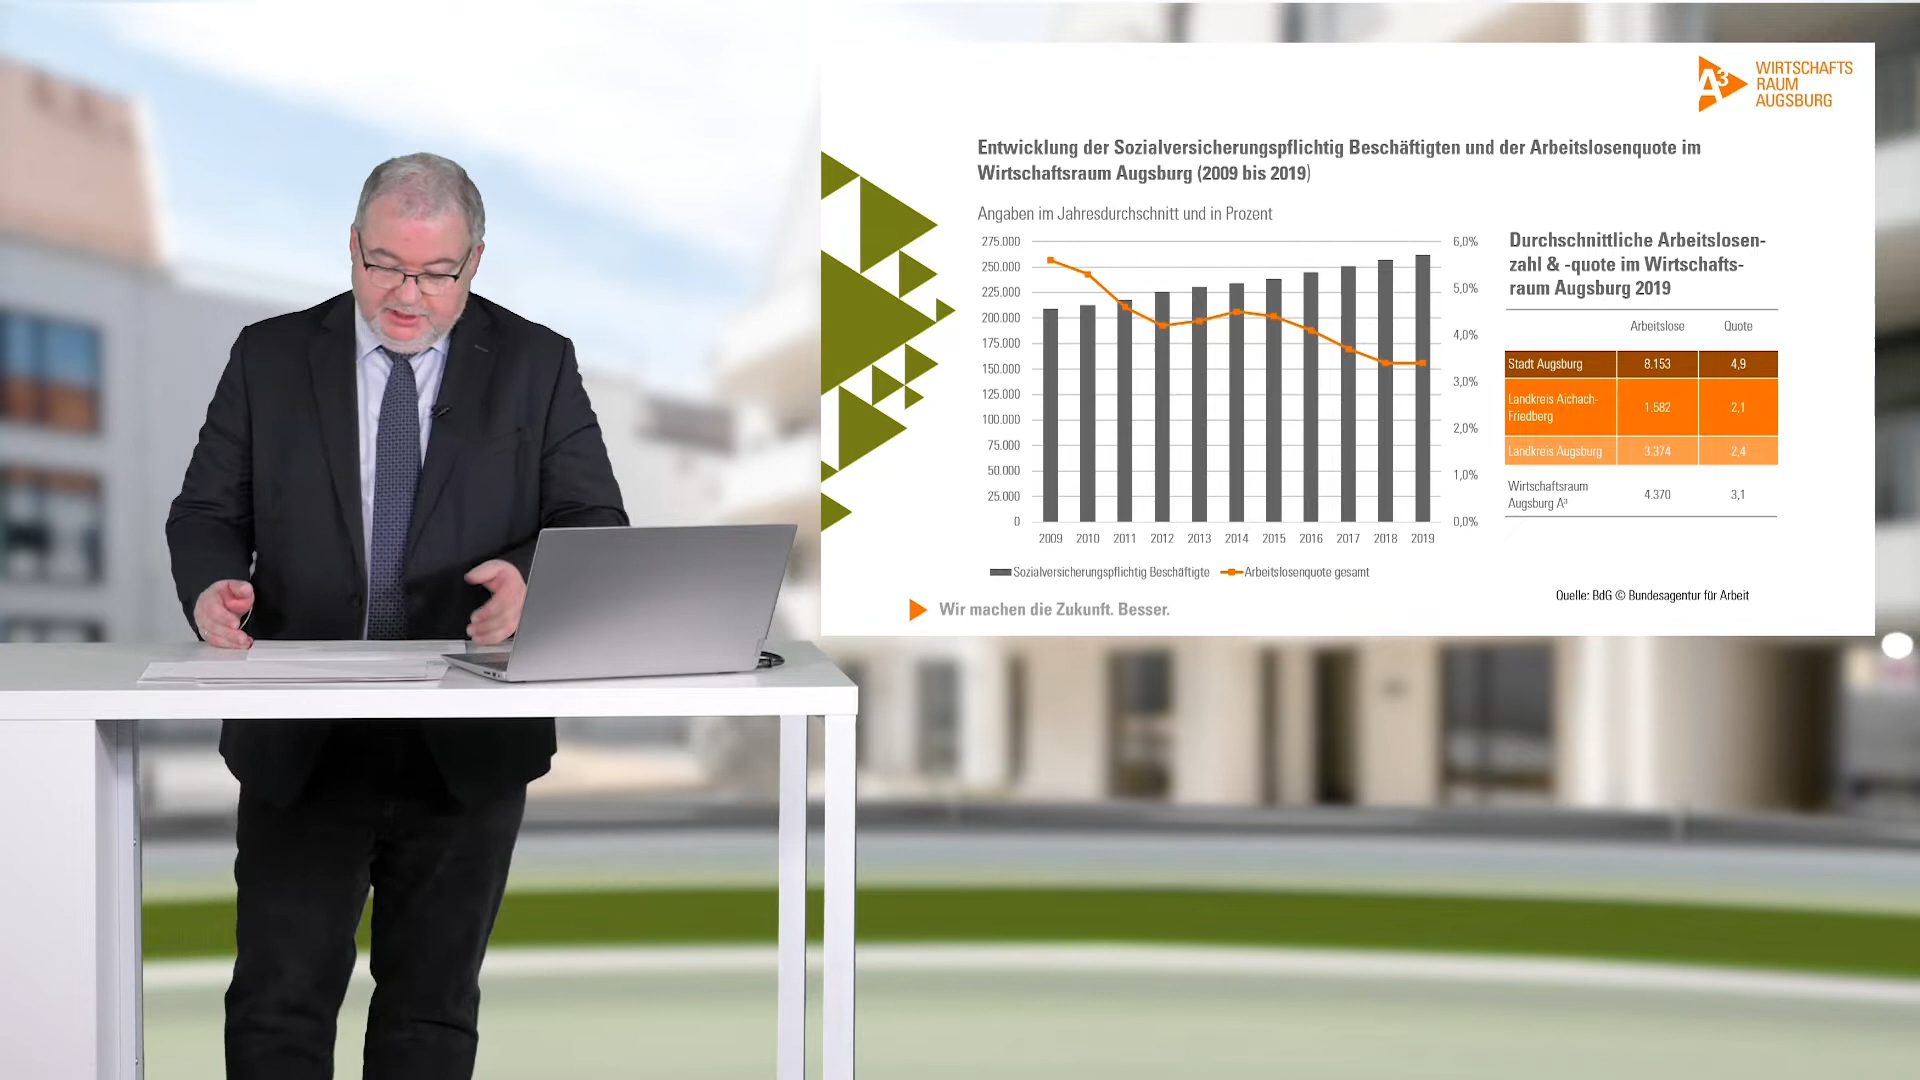 WIRTSCHAFTS
RAUM
AUGSBURG
A³
Entwicklung der Sozialversicherungspflichtig Beschäftigten und der Arbeitslosenquote im
Wirtschaftsraum Augsburg (2009 bis 2019)
Angaben im Jahresdurchschnitt und in Prozent
275.000
250.000
225.000
200.000
175.000
150.000
125.000
100.000
75.000
50.000
25.000
0
6,0%
5,0%
4,0%
3,0%
2,0%
1,0%
0,0%
2009 2010 2011 2012 2013 2014 2015 2016 2017 2018 2019
Sozialversicherungspflichtig Beschäftigte Arbeitslosenquote gesamt
Durchschnittliche Arbeitslosen-
zahl & -quote im Wirtschafts-
raum Augsburg 2019
Arbeitslose Quote
Stadt Augsburg 8.153 4,9
Landkreis Aichach-
Friedberg 1.582 2,1
Landkreis Augsburg 3.374 2,4
Wirtschaftsraum
Augsburg A³ 4.370 3,1
Quelle: BdG © Bundesagentur für Arbeit
Wir machen die Zukunft. Besser.